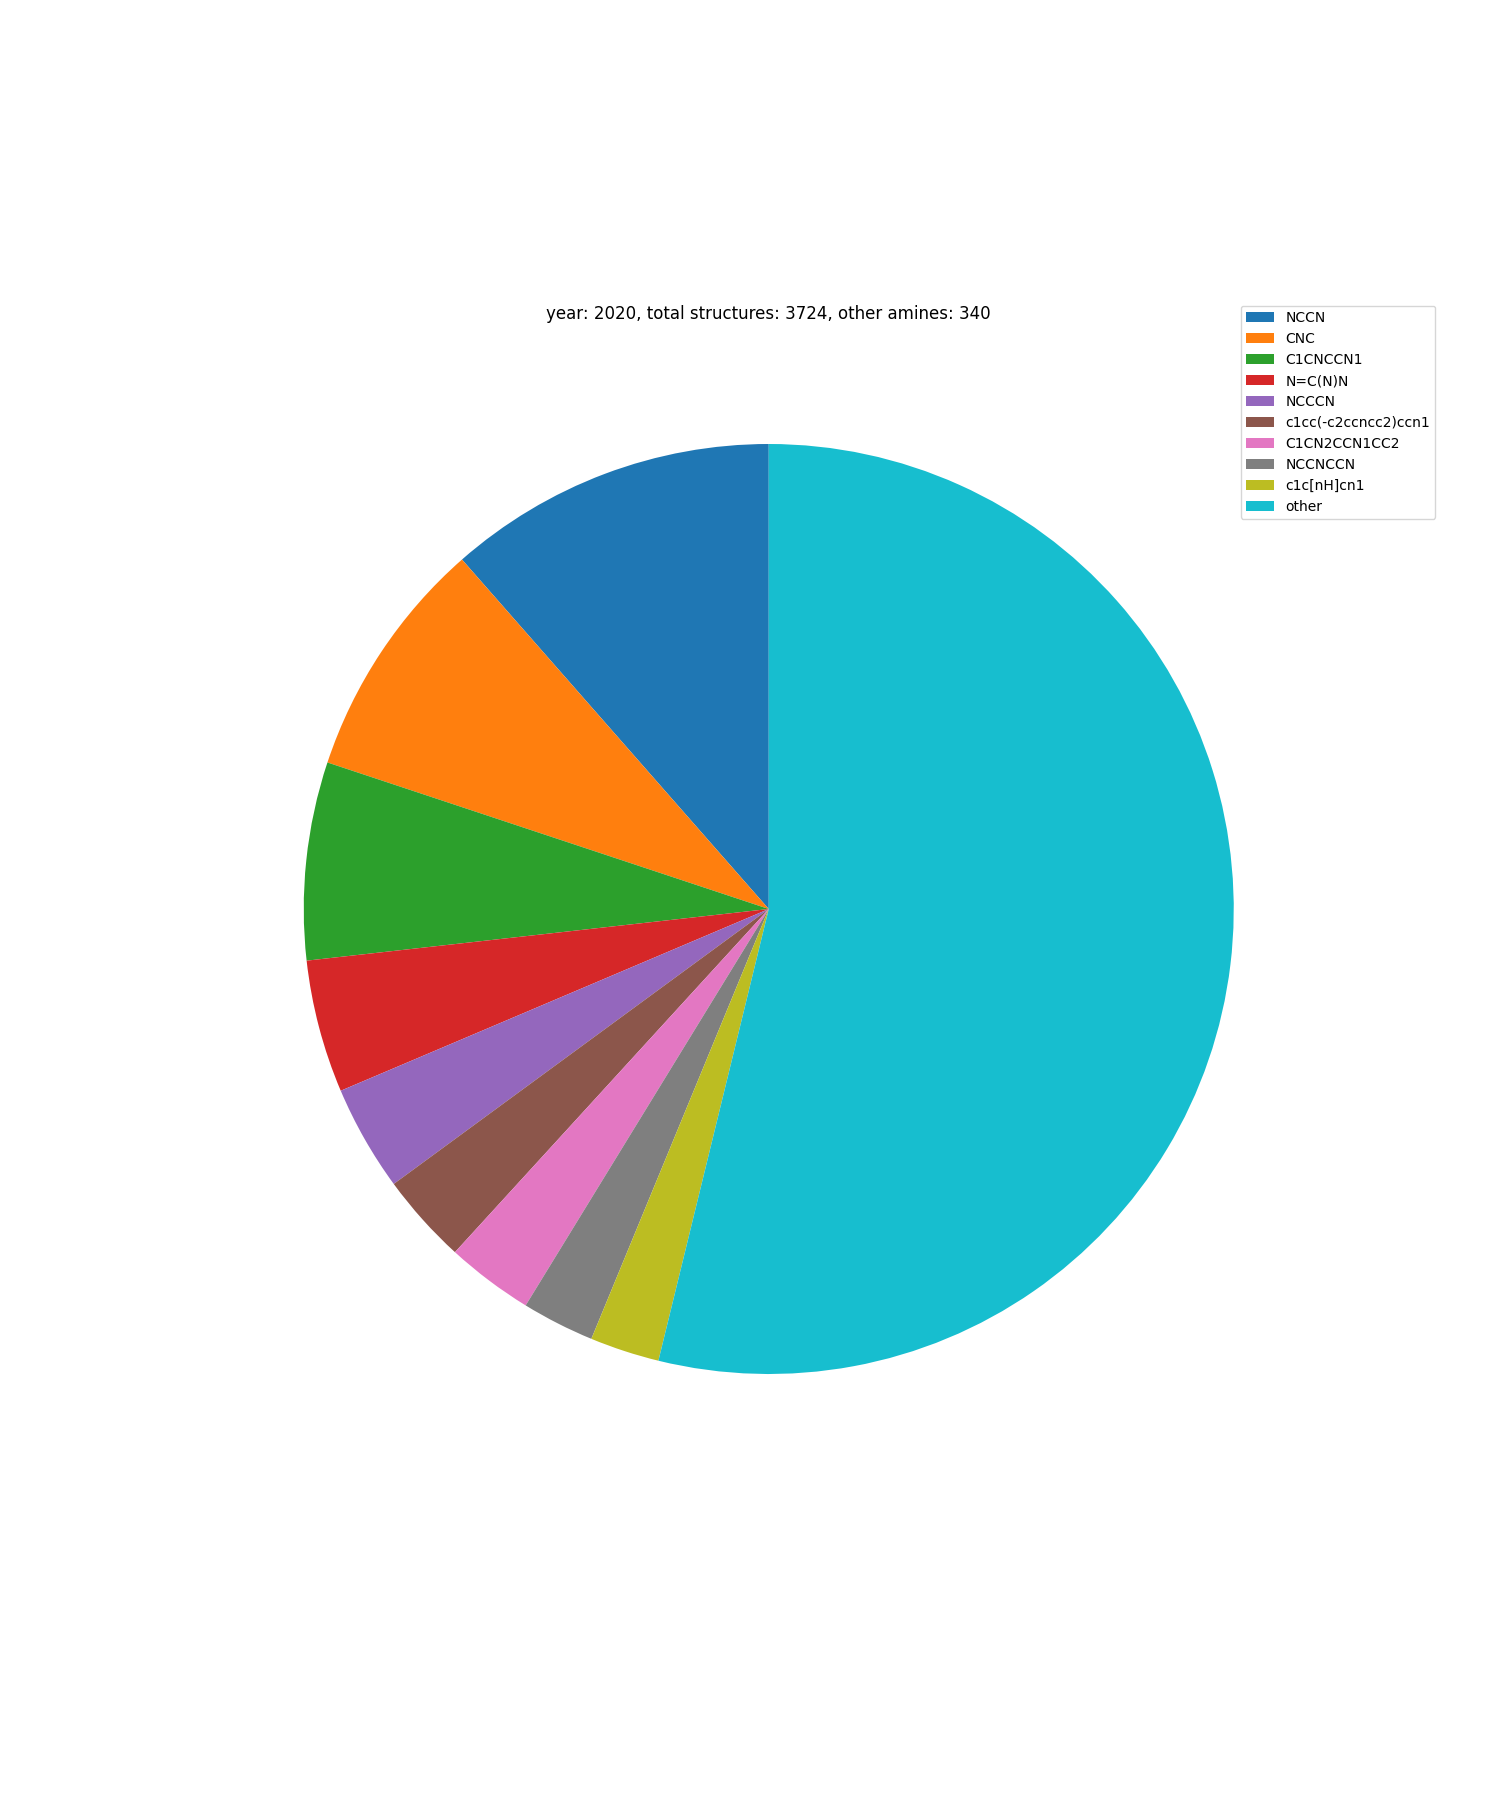 year: 2020, total structures: 3724, other amines: 340
NCCN
CNC
C1CNCCN1
N=C(N)N
NCCCN
c1cc(-c2ccncc2)ccn1
C1CN2CCN1CC2
NCCNCCN
c1c[nH]cn1
other